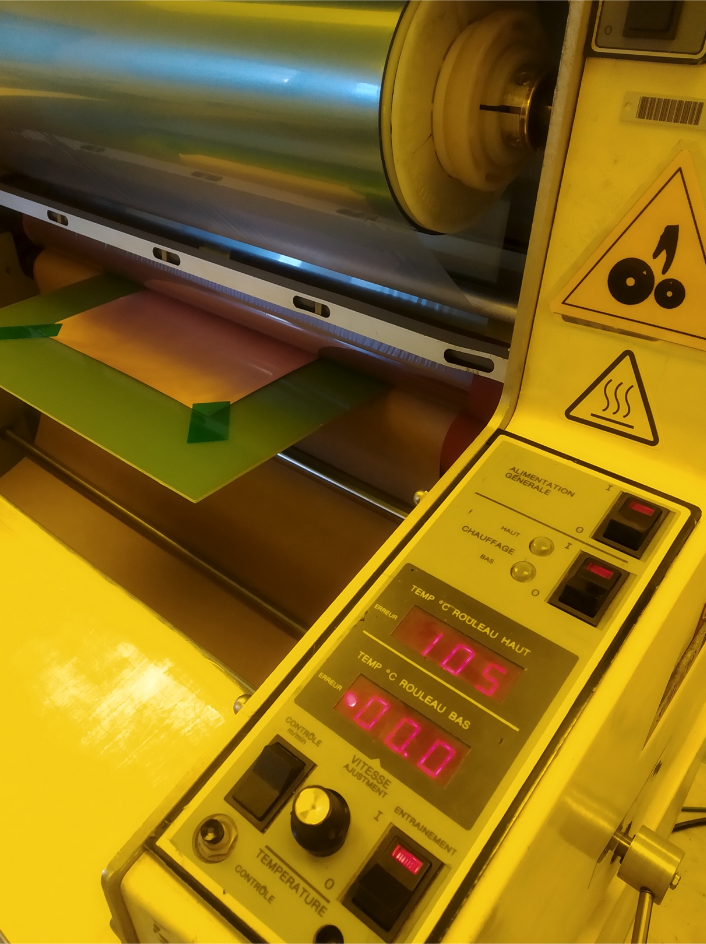 O
ALIMENTATION
GÉNÉRALE
I
O
HAUT
CHAUFFAGE
BAS
I
O
TEMP °C ROULEAU HAUT
ERREUR
105
TEMP °C ROULEAU BAS
ERREUR
00.0
CONTRÔLE
VITESSE
AJUSTMENT
I
ENTRAINEMENT
O
TEMPERATURE
CONTRÔLE